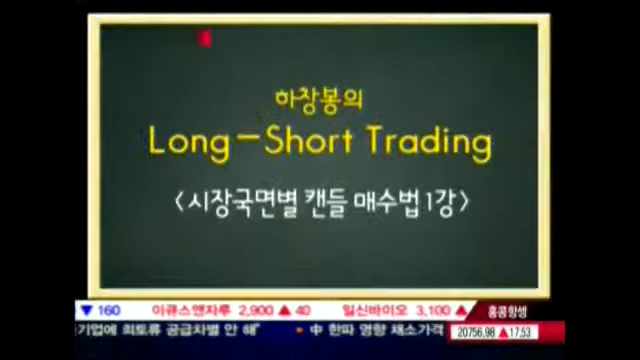 하장봉의
Long-Short Trading
<시장국면별 캔들 매수법 1강>
▼ 160 이큐스앤자루 2,900 ▲ 40 일신바이오 3,100 ▲ 홍콩항셍
기업에 희토류 공급차별 안 해" • 中 한파 영향 채소가격 20756,98 ▲17,53